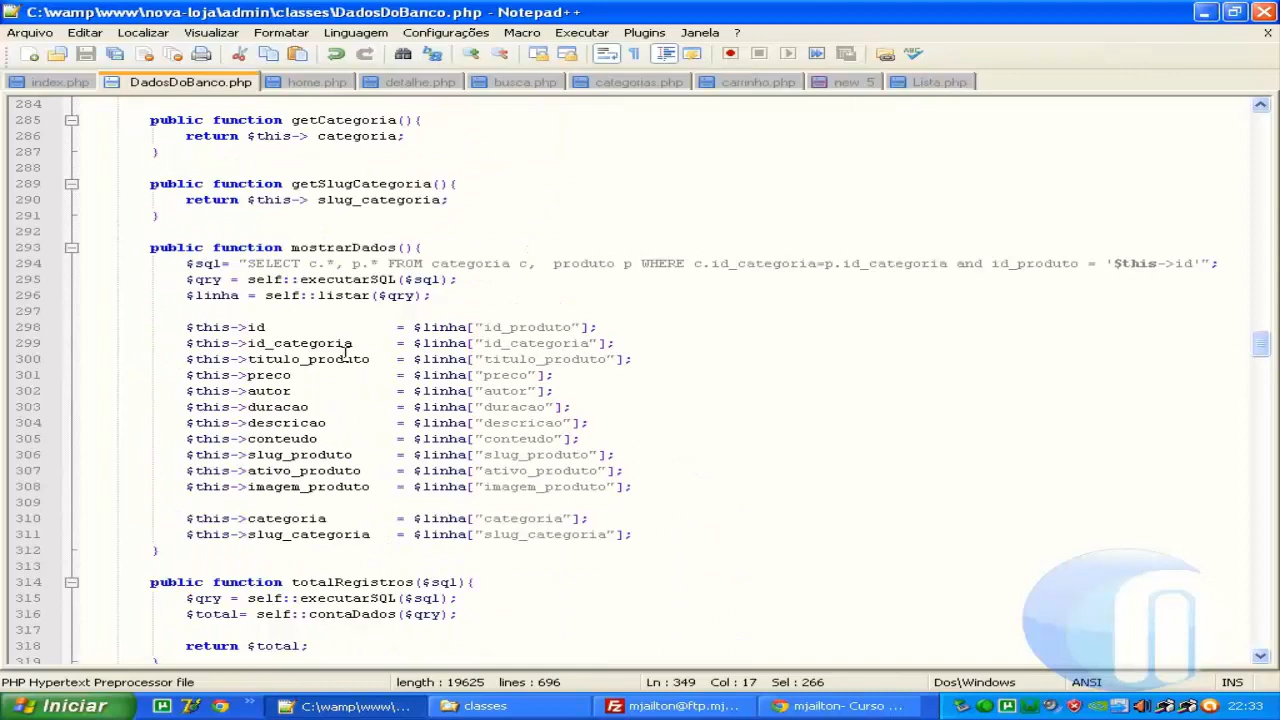 C:\wamp\www\nova-loja\admin\classes\DadosDoBanco.php - Notepad++
Arquivo Editar Localizar Visualizar Formatar Linguagem Configurações Macro Executar Plugins Janela ? X
index.php DadosDoBanco.php home.php detalhe.php busca.php categorias.php carrinho.php new 5 Lista.php
284
285 public function getCategoria(){
286 return $this-> categoria;
287 }
288
289 public function getSlugCategoria(){
290 return $this-> slug_categoria;
291 }
292
293 public function mostrarDados(){
294 $sql= "SELECT c.*, p.* FROM categoria c,  produto p WHERE c.id_categoria=p.id_categoria and id_produto = '$this->id'";
295 $qry = self::executarSQL($sql);
296 $linha = self::listar($qry);
297
298 $this->id = $linha["id_produto"];
299 $this->id_categoria = $linha["id_categoria"];
300 $this->titulo_produto = $linha["titulo_produto"];
301 $this->preco = $linha["preco"];
302 $this->autor = $linha["autor"];
303 $this->duracao = $linha["duracao"];
304 $this->descricao = $linha["descricao"];
305 $this->conteudo = $linha["conteudo"];
306 $this->slug_produto = $linha["slug_produto"];
307 $this->ativo_produto = $linha["ativo_produto"];
308 $this->imagem_produto = $linha["imagem_produto"];
309
310 $this->categoria = $linha["categoria"];
311 $this->slug_categoria = $linha["slug_categoria"];
312 }
313
314 public function totalRegistros($sql){
315 $qry = self::executarSQL($sql);
316 $total= self::contaDados($qry);
317
318 return $total;
319 }
PHP Hypertext Preprocessor file length : 19625 lines : 696 Ln : 349 Col : 17 Sel : 266 Dos\Windows ANSI INS
Iniciar C:\wamp\www\... classes mjailton@ftp.mj... mjailton- Curso ... 22:33